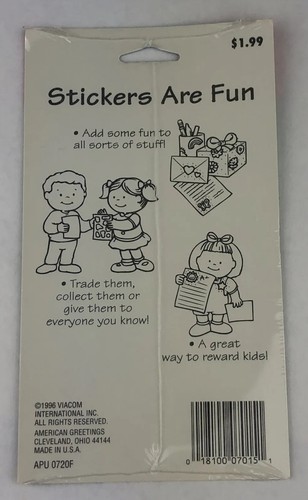 $1.99
Stickers Are Fun
• Add some fun to
all sorts of stuff!
A+
• Trade them,
collect them or
give them to
everyone you know!
• A great
way to reward kids!
©1996 VIACOM
INTERNATIONAL INC.
ALL RIGHTS RESERVED.
AMERICAN GREETINGS
CLEVELAND, OHIO 44144
MADE IN U.S.A.
APU 0720F
0 18100 07015 1